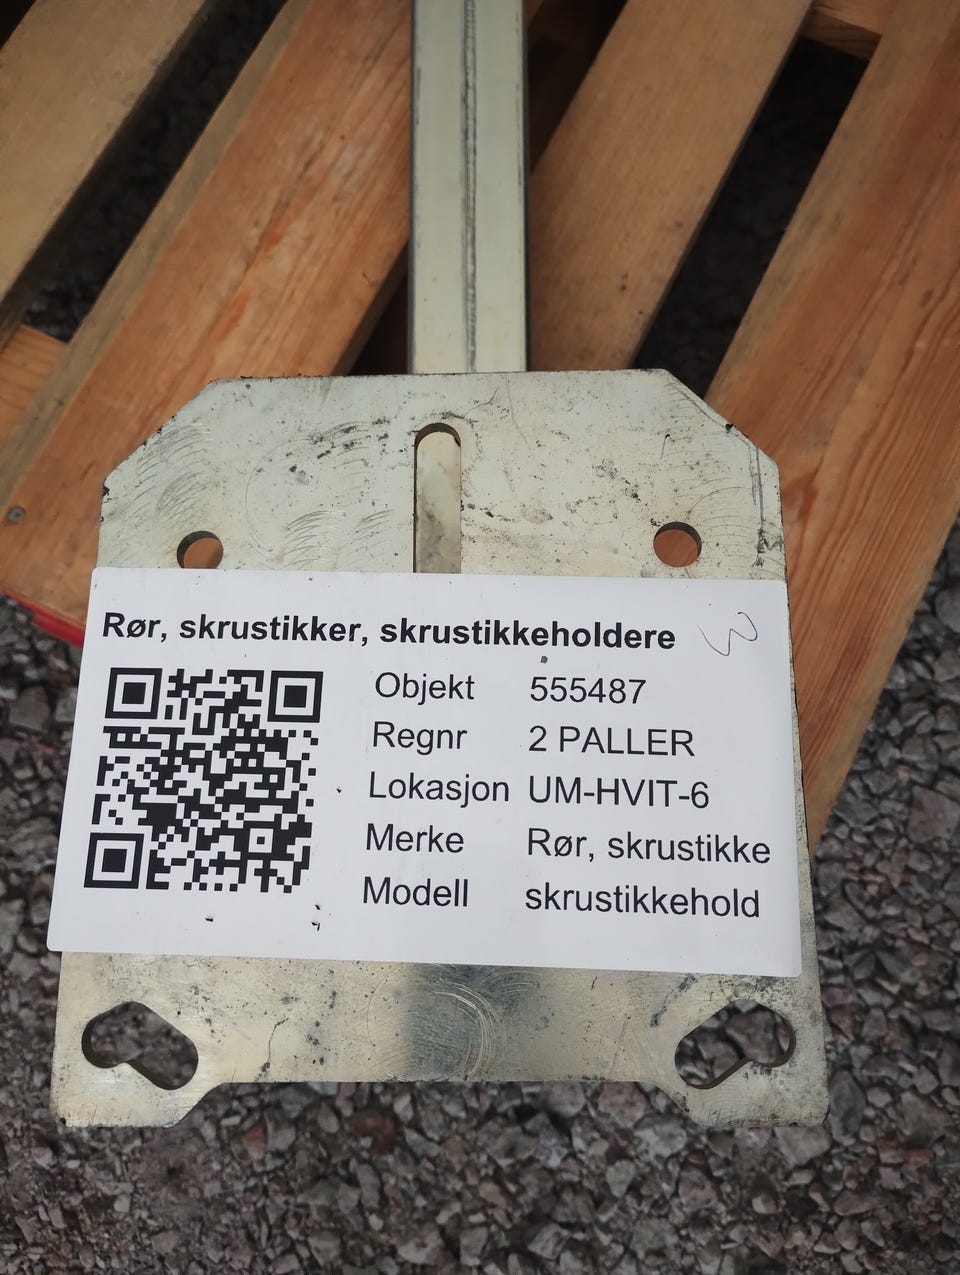 Rør, skrustikker, skrustikkeholdere
Objekt 555487
Regnr 2 PALLER
Lokasjon UM-HVIT-6
Merke Rør, skrustikke
Modell skrustikkehold